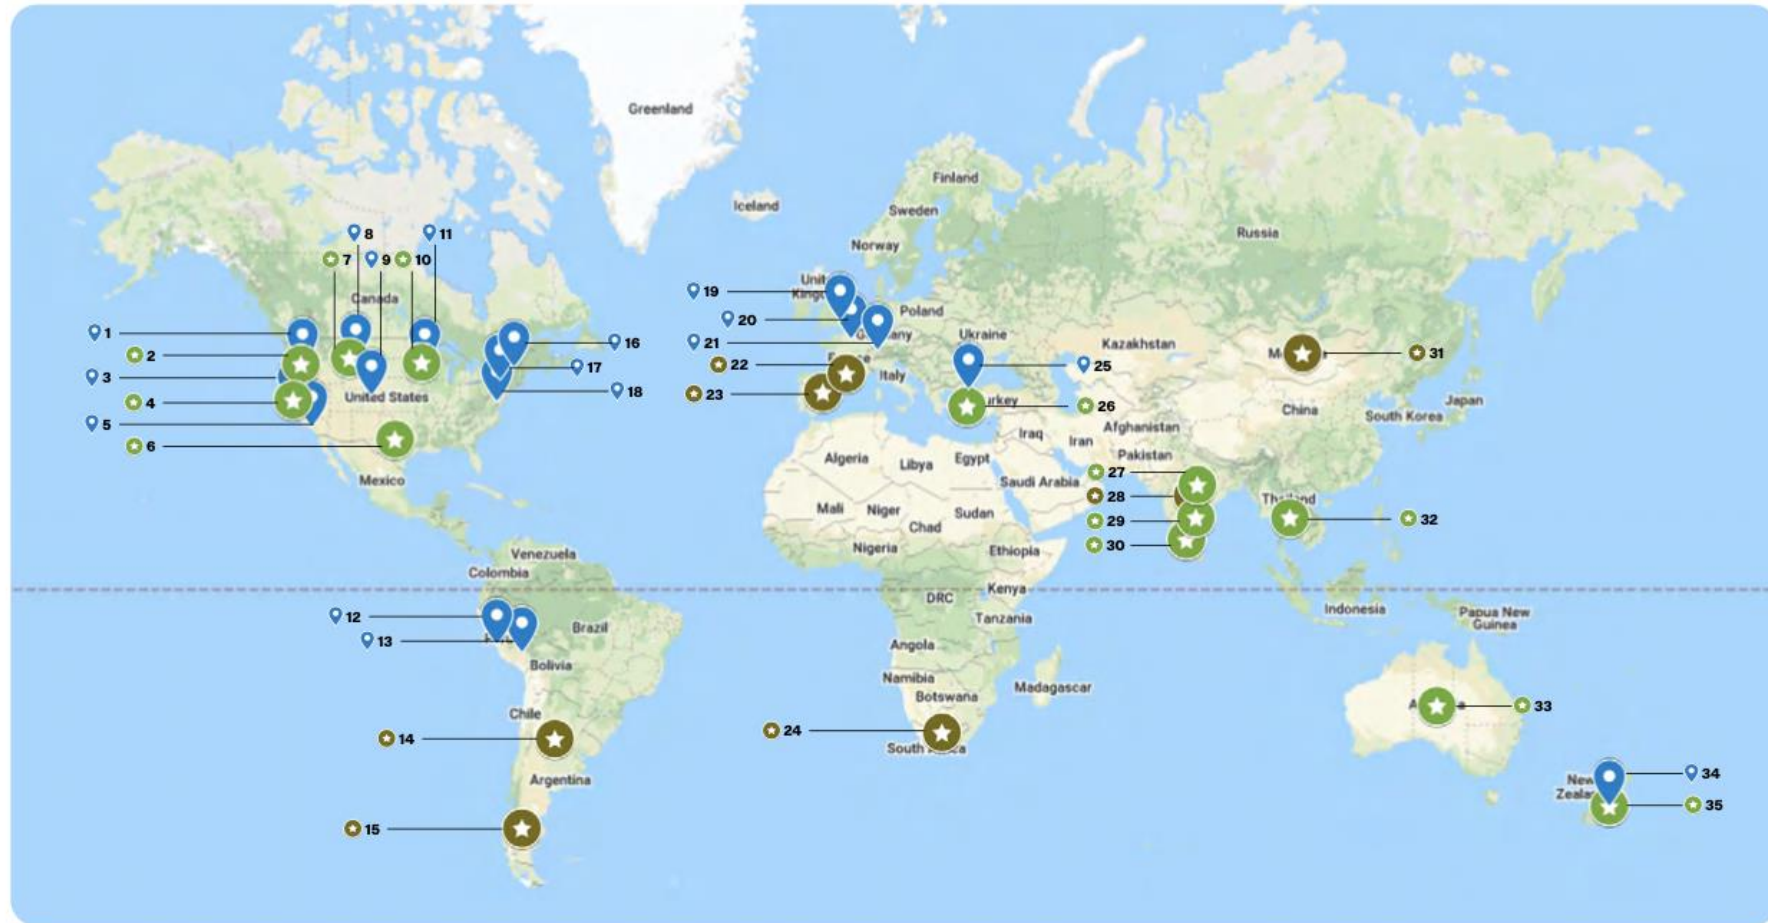 Greenland
Iceland
Finland
Sweden
Norway
Russia
8
11
7
9
10
Canada
1
2
3
4
5
6
United States
16
17
18
Mexico
19
20
21
22
23
Poland
Ukraine
Italy
Kazakhstan
25
26
31
China
South Korea
Japan
Iraq
Iran
Afghanistan
Pakistan
Algeria
Libya
Egypt
Saudi Arabia
27
28
29
30
32
Mali
Niger
Chad
Sudan
Nigeria
Ethiopia
Venezuela
Colombia
DRC
Kenya
Tanzania
Indonesia
Papua New
Guinea
12
13
Brazil
Bolivia
Angola
Namibia
Botswana
Madagascar
Chile
14
Argentina
15
24
33
New
34
35